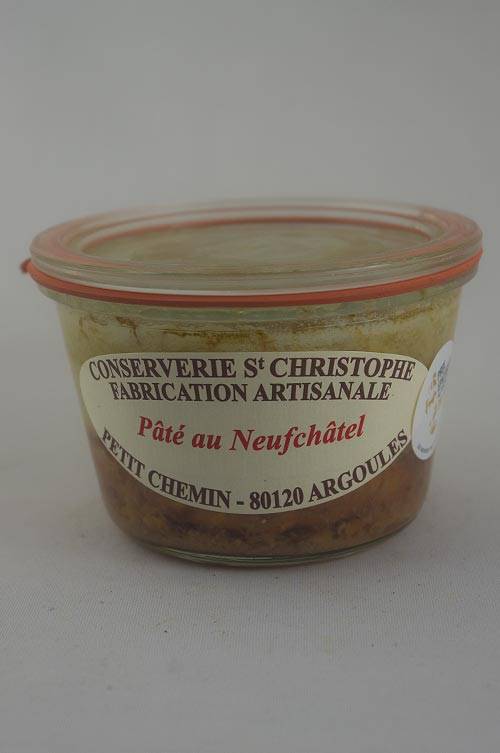 CONSERVERIE St CHRISTOPHE
FABRICATION ARTISANALE
Pâté au Neufchâtel
PETIT CHEMIN - 80120 ARGOULES